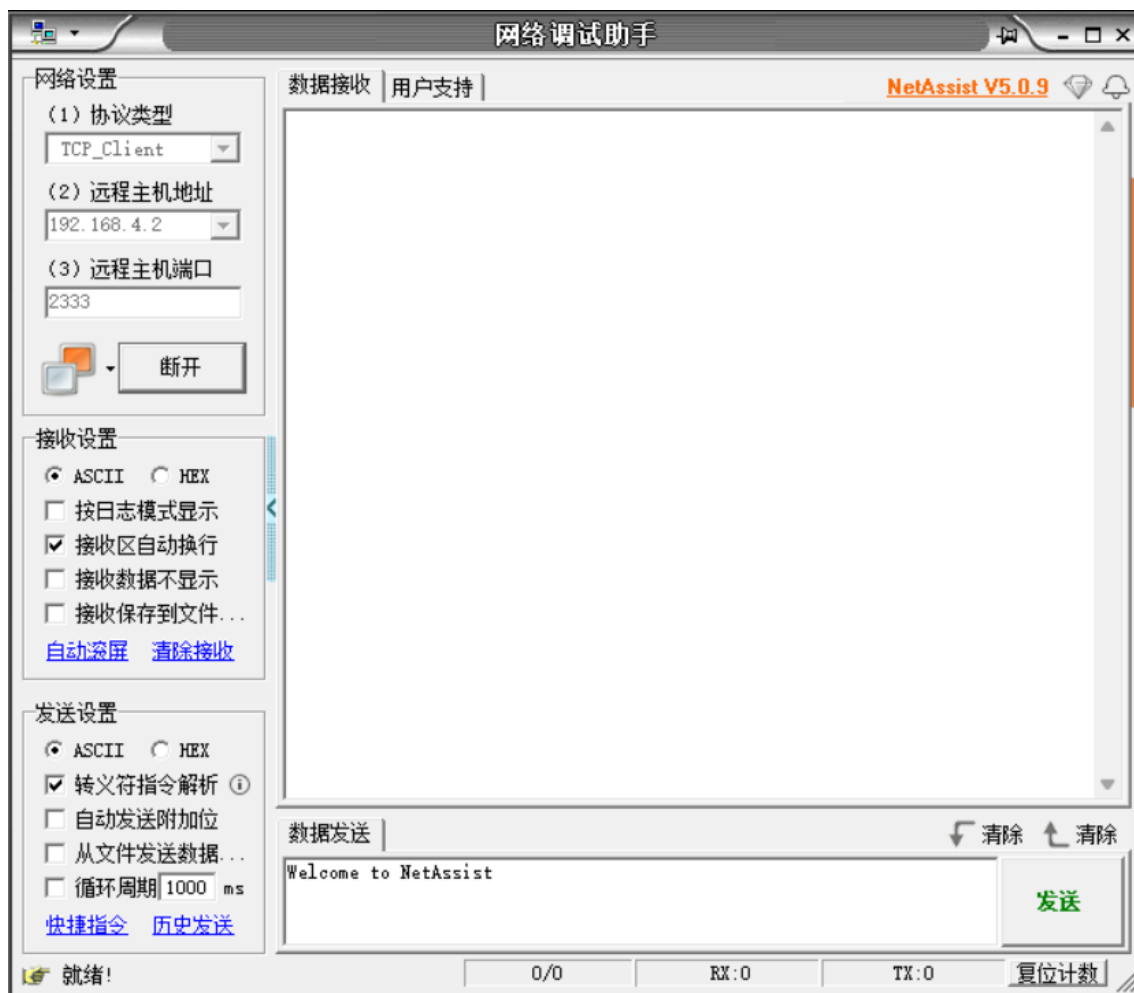 网络调试助手
网络设置
(1) 协议类型
TCP_Client
(2) 远程主机地址
192.168.4.2
(3) 远程主机端口
2333
断开
接收设置
ASCII HEX
按日志模式显示
接收区自动换行
接收数据不显示
接收保存到文件...
自动滚屏 清除接收
发送设置
ASCII HEX
转义符指令解析
自动发送附加位
从文件发送数据...
循环周期 1000 ms
快捷指令 历史发送
数据接收 用户支持 NetAssist V5.0.9
数据发送 清除 清除
Welcome to NetAssist
发送
就绪! 0/0 RX:0 TX:0 复位计数